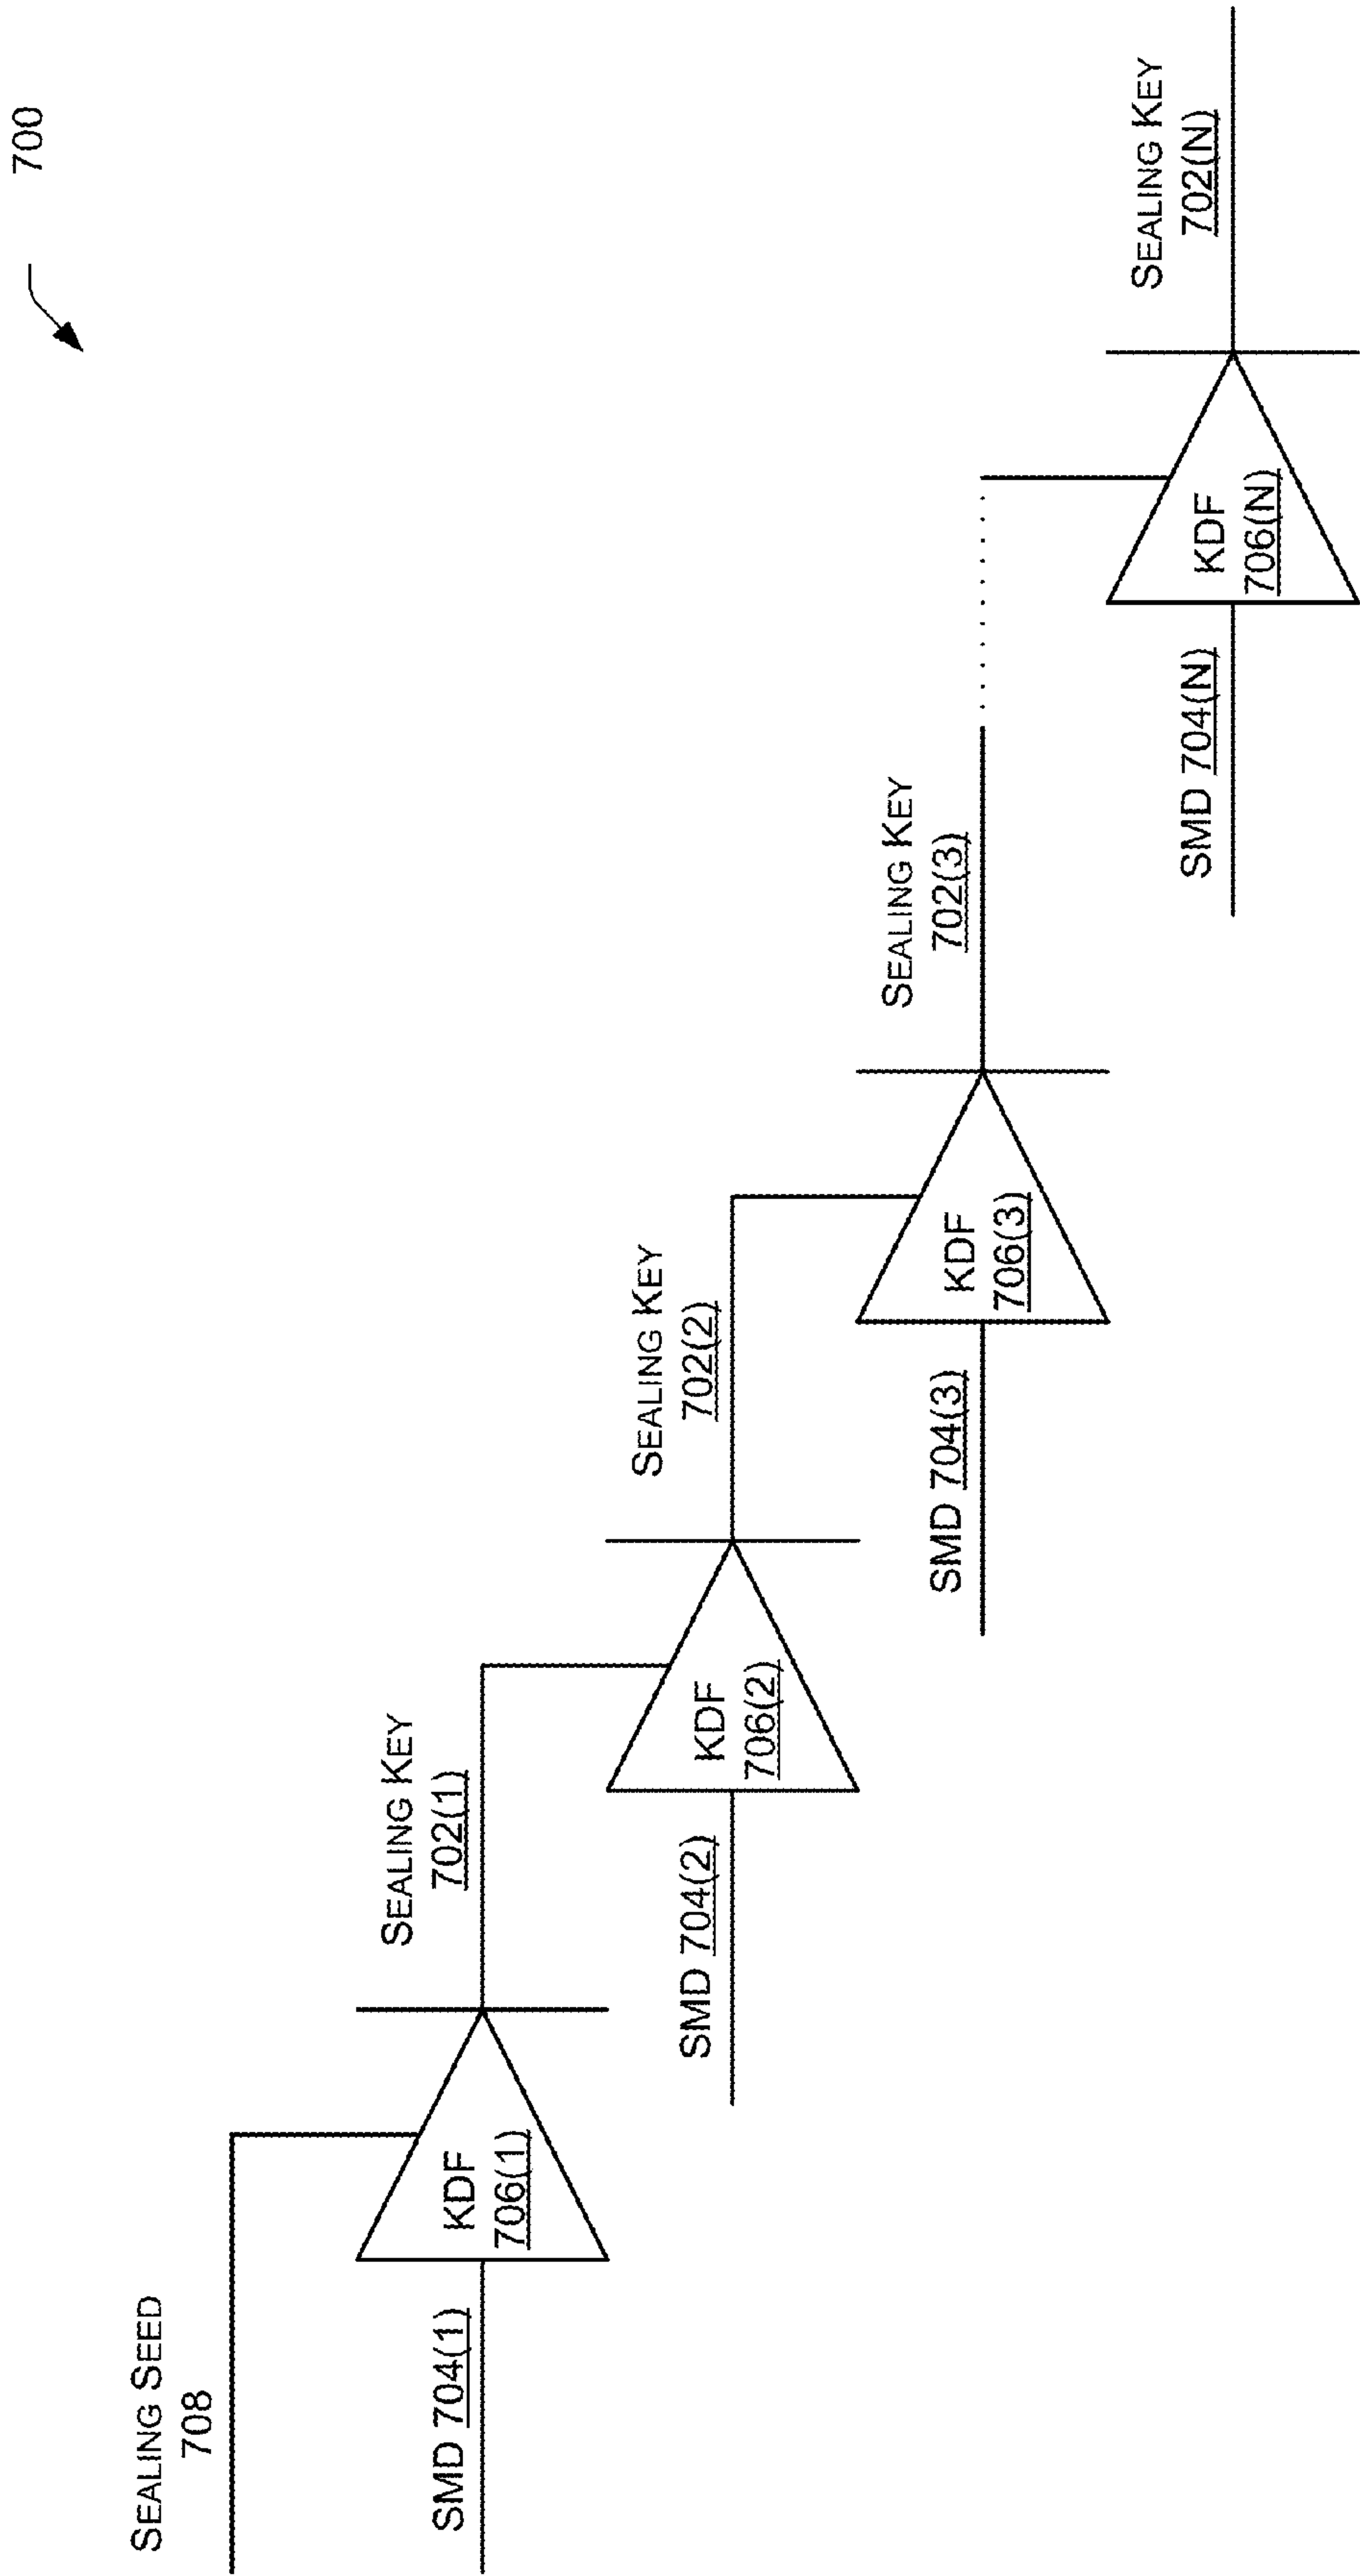 700
SEALING SEED
708
SMD 704(1)
KDF
706(1)
SEALING KEY
702(1)
SMD 704(2)
KDF
706(2)
SEALING KEY
702(2)
SMD 704(3)
KDF
706(3)
SEALING KEY
702(3)
SMD 704(N)
KDF
706(N)
SEALING KEY
702(N)